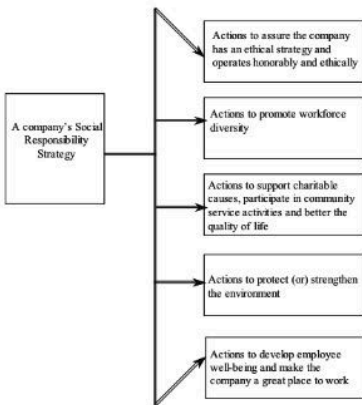 Actions to assure the company
has an ethical strategy and
operates honorably and ethically
Actions to promote workforce
diversity
A company's Social
Responsibility
Strategy
Actions to support charitable
causes, participate in community
service activities and better the
quality of life
Actions to protect (or) strengthen
the environment
Actions to develop employee
well-being and make the
company a great place to work